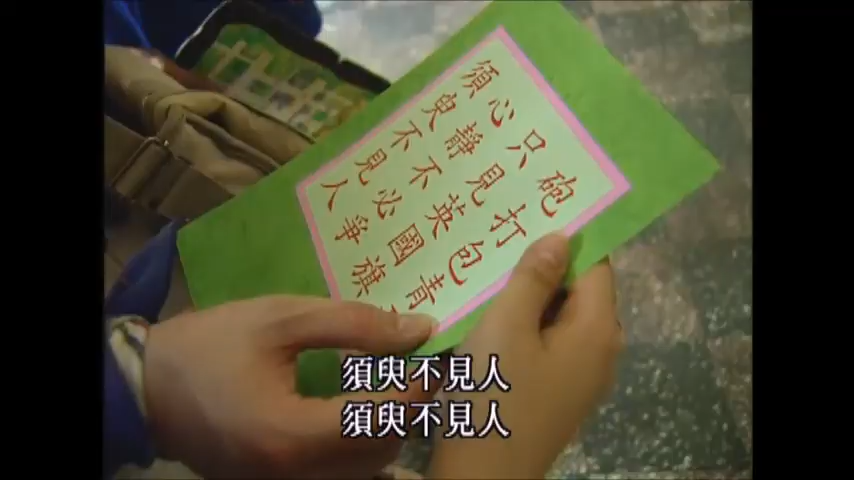 砲打包青
只見英國旗
心靜不必爭
須臾不見人
須臾不見人
須臾不見人